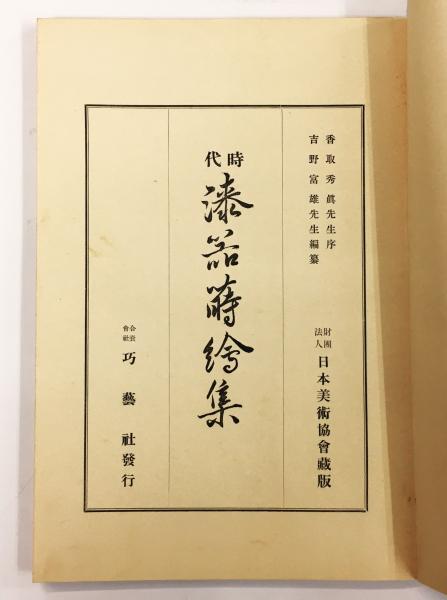 香取秀眞先生序
吉野富雄先生編纂
財團法人 日本美術協會藏版
時代
漆器蒔繪集
合資會社 巧藝社發行